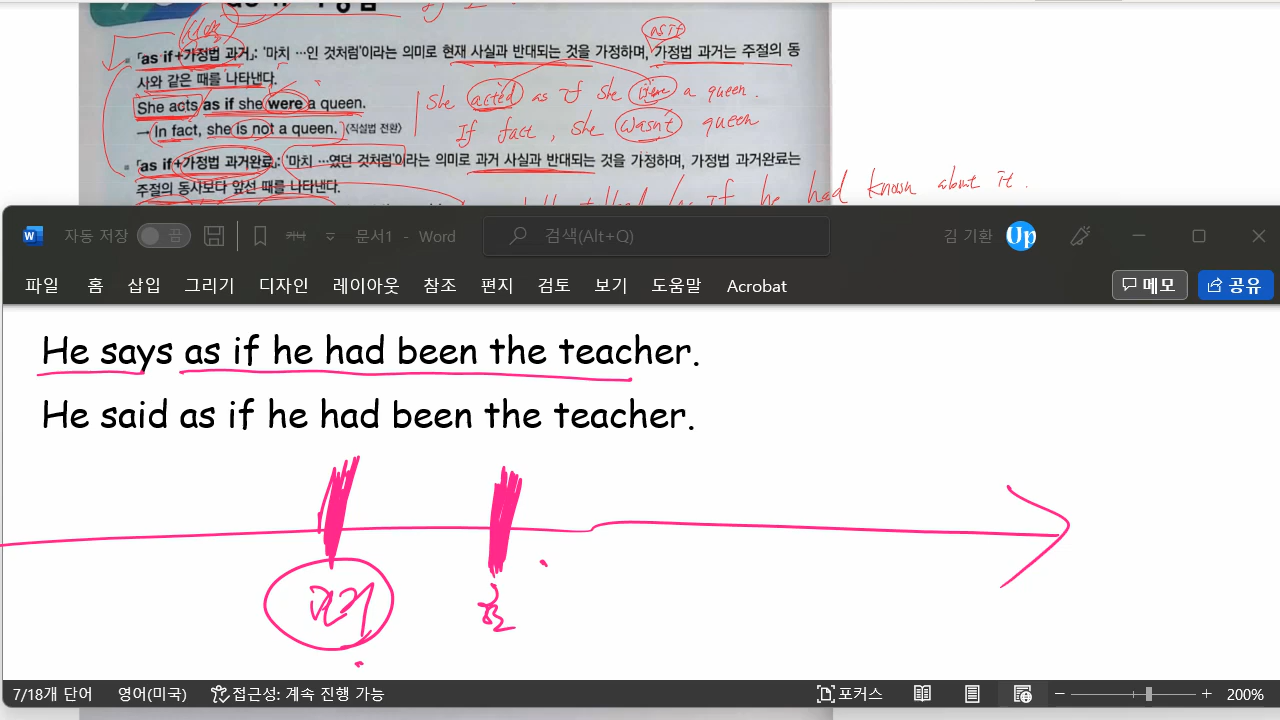 as if
「as if+가정법 과거」: '마치 …인 것처럼'이라는 의미로 현재 사실과 반대되는 것을 가정하며, 가정법 과거는 주절의 동
사와 같은 때를 나타낸다.
She acts as if she were a queen.
She acted as if she were a queen.
→ In fact, she is not a queen. 〈직설법 전환〉
If fact, she wasn't queen
「as if+가정법 과거완료」: '마치 …였던 것처럼'이라는 의미로 과거 사실과 반대되는 것을 가정하며, 가정법 과거완료는
주절의 동사보다 앞선 때를 나타낸다.
as if he had known about it.
자동 저장 끔 문서1 - Word 검색(Alt+Q) 김 기환 Up
파일 홈 삽입 그리기 디자인 레이아웃 참조 편지 검토 보기 도움말 Acrobat 메모 공유
He says as if he had been the teacher.
He said as if he had been the teacher.
과거 현
7/18개 단어 영어(미국) 접근성: 계속 진행 가능 포커스 200%